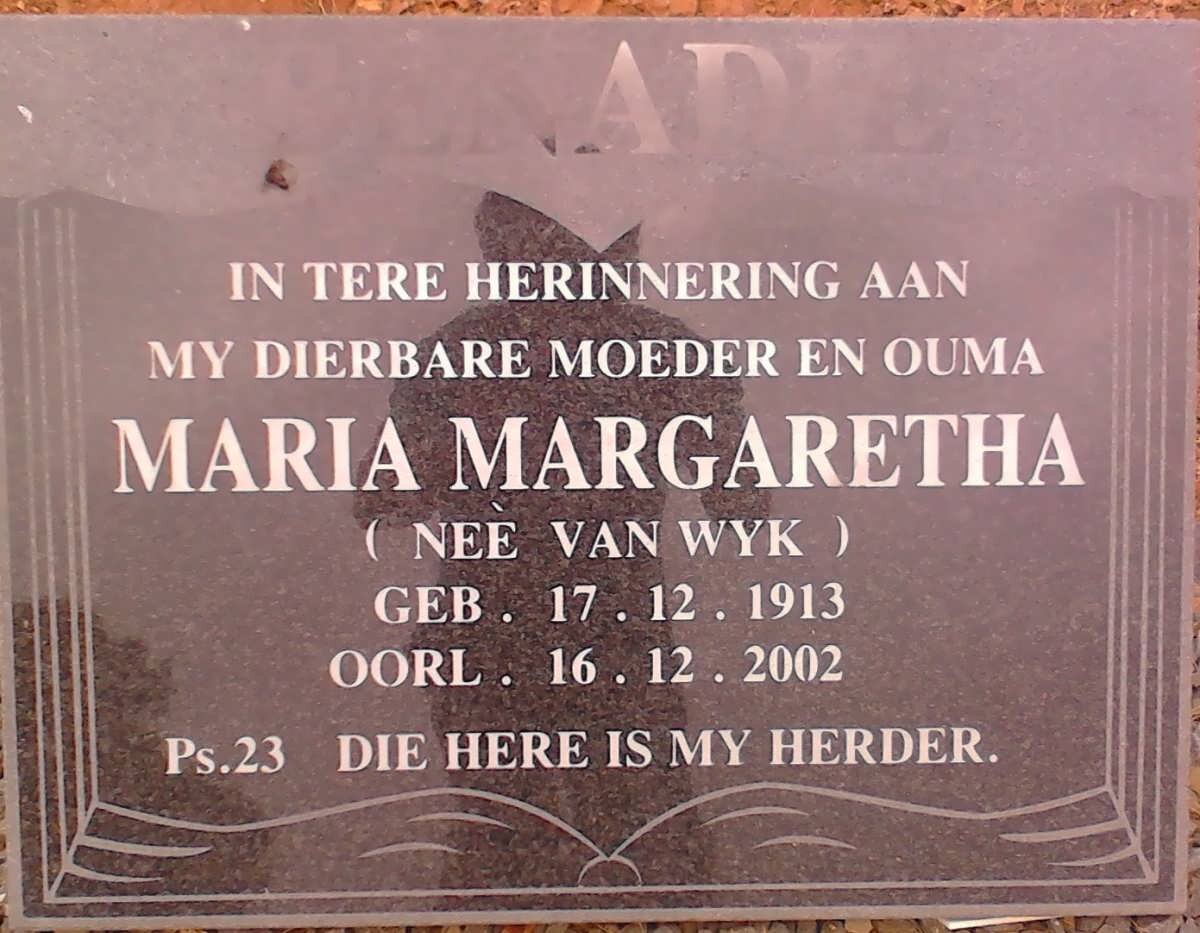 BENADIE
IN TERE HERINNERING AAN
MY DIERBARE MOEDER EN OUMA
MARIA MARGARETHA
( NEÈ VAN WYK )
GEB . 17 . 12 . 1913
OORL . 16 . 12 . 2002
Ps.23 DIE HERE IS MY HERDER.